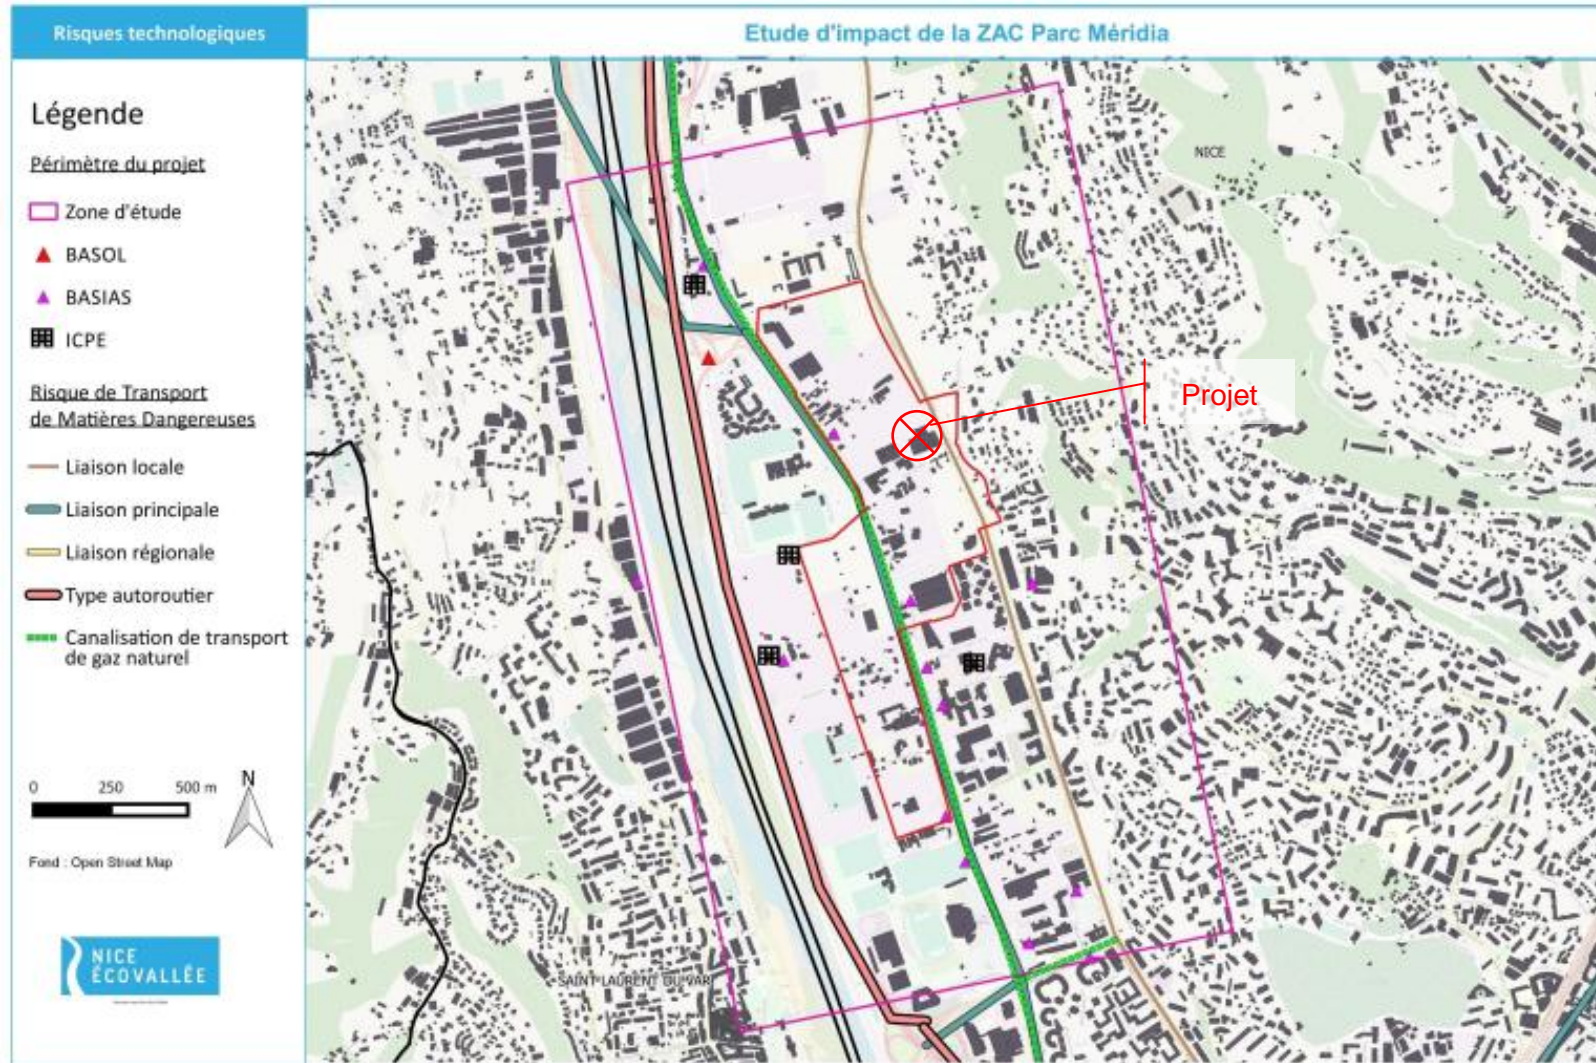 Risques technologiques
Etude d'impact de la ZAC Parc Méridia
Légende
Périmètre du projet
Zone d'étude
BASOL
BASIAS
ICPE
Risque de Transport
de Matières Dangereuses
Liaison locale
Liaison principale
Liaison régionale
Type autoroutier
Canalisation de transport
de gaz naturel
0 250 500 m
N
Fond : Open Street Map
NICE
ÉCOVALLÉE
NICE
Projet
SAINT-LAURENT-DU-VAR